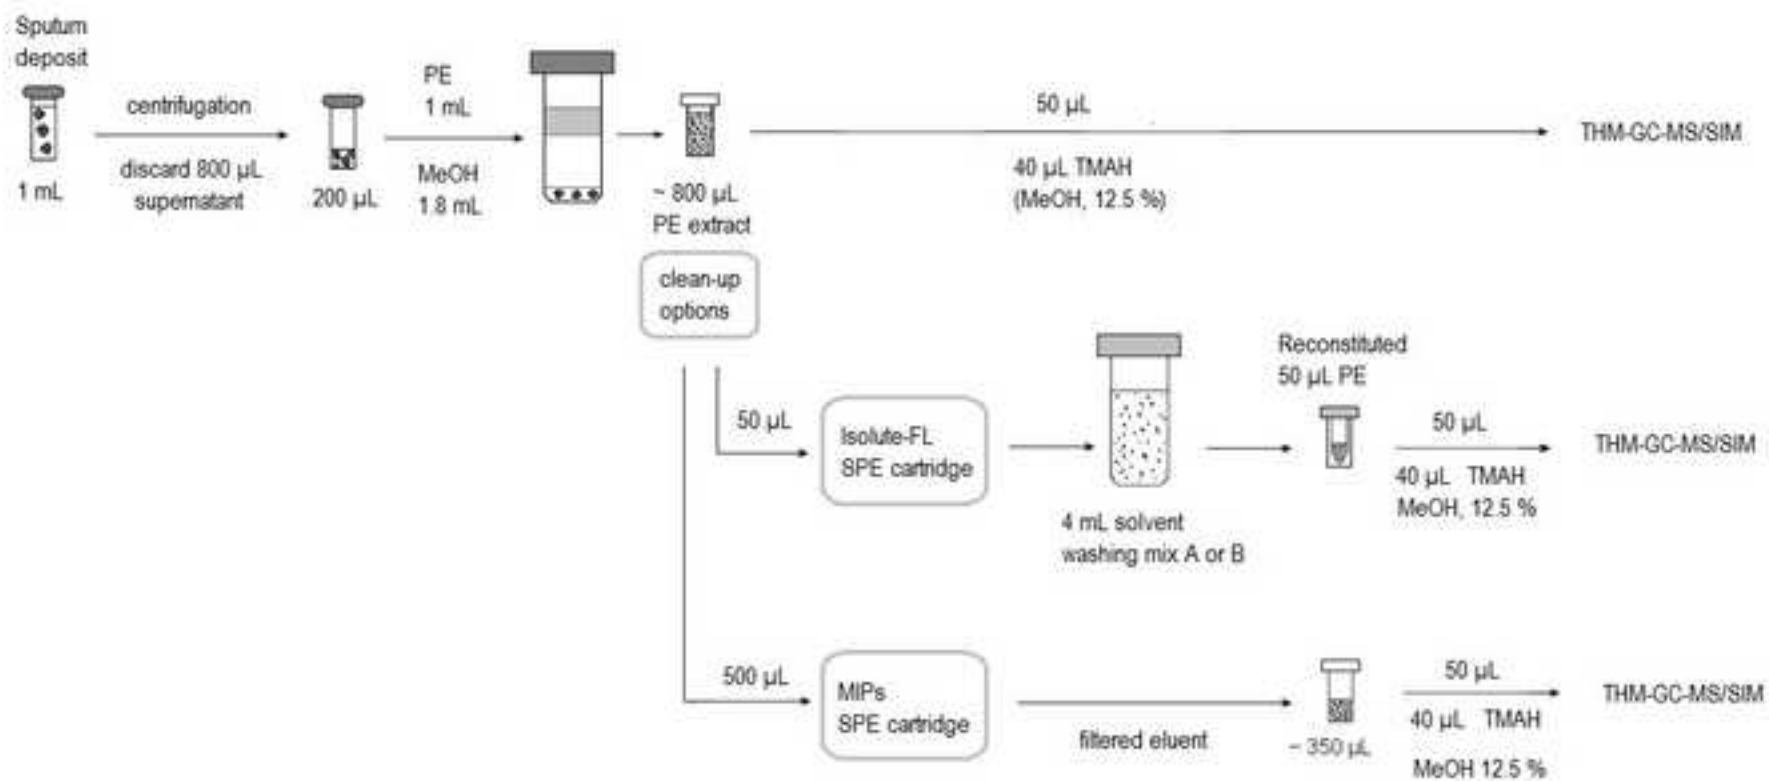 Sputum
deposit
1 mL
centrifugation
discard 800 µL
supernatant
200 µL
PE
1 mL
MeOH
1.8 mL
~ 800 µL
PE extract
50 µL
40 µL TMAH
(MeOH, 12.5 %)
THM-GC-MS/SIM
clean-up
options
50 µL
Isolute-FL
SPE cartridge
4 mL solvent
washing mix A or B
Reconstituted
50 µL PE
50 µL
40 µL TMAH
MeOH, 12.5 %
THM-GC-MS/SIM
500 µL
MIPs
SPE cartridge
filtered eluent
~ 350 µL
50 µL
40 µL TMAH
MeOH 12.5 %
THM-GC-MS/SIM